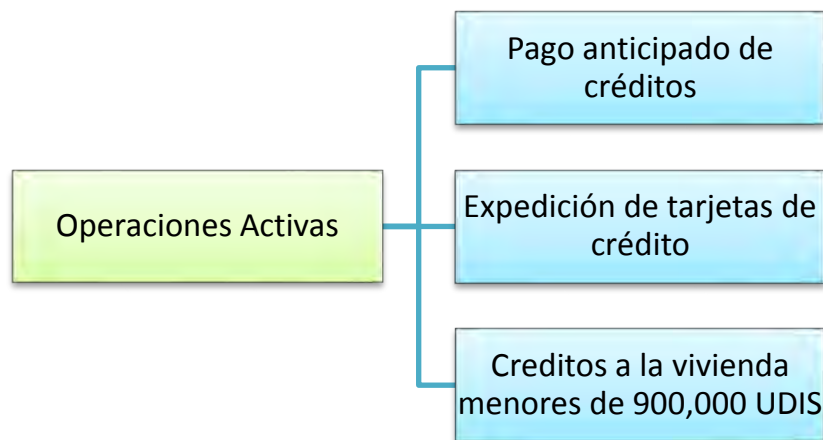 Pago anticipado de
créditos
Operaciones Activas
Expedición de tarjetas de
crédito
Creditos a la vivienda
menores de 900,000 UDIS